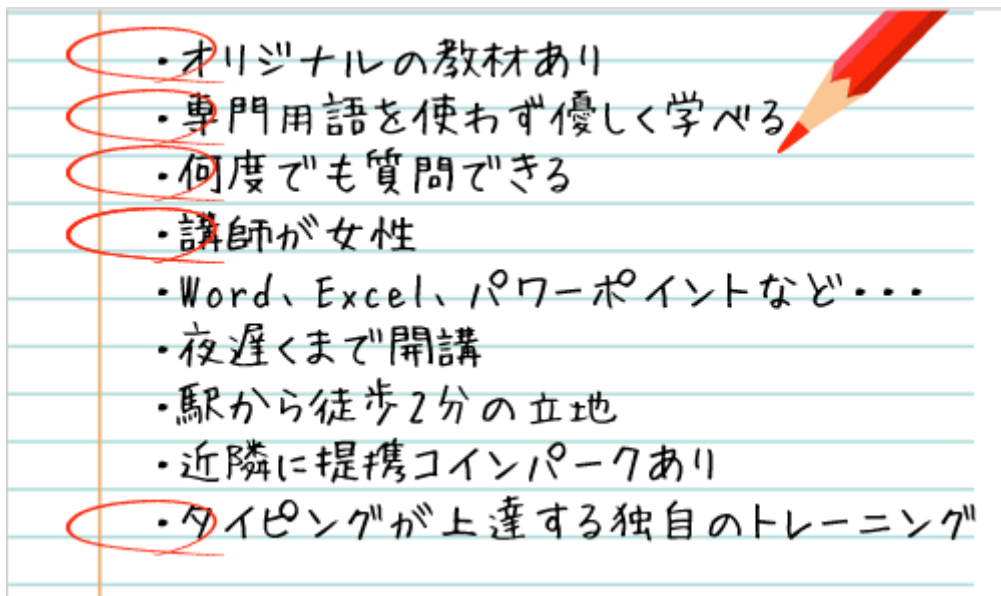 ・オリジナルの教材あり
・専門用語を使わず優しく学べる
・何度でも質問できる
・講師が女性
・Word、Excel、パワーポイントなど・・・
・夜遅くまで開講
・駅から徒歩2分の立地
・近隣に提携コインパークあり
・タイピングが上達する独自のトレーニング